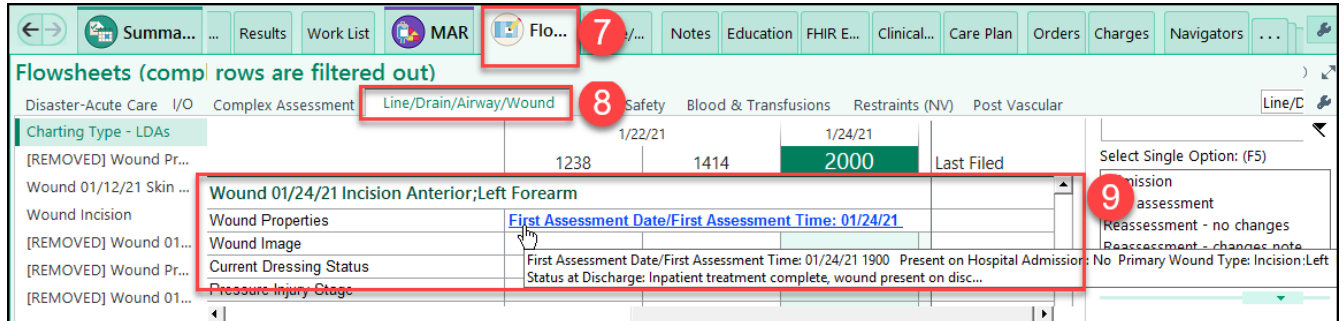 Summa... ... Results Work List MAR Flo... 7 e/... Notes Education FHIR E... Clinical... Care Plan Orders Charges Navigators ...
Flowsheets (compl rows are filtered out)
Disaster-Acute Care I/O Complex Assessment Line/Drain/Airway/Wound 8 Safety Blood & Transfusions Restraints (NV) Post Vascular Line/D
Charting Type - LDAs 1/22/21 1/24/21
[REMOVED] Wound Pr... 1238 1414 2000 Last Filed Select Single Option: (F5)
Wound 01/12/21 Skin ... Wound 01/24/21 Incision Anterior;Left Forearm 9 mission
Wound Incision Wound Properties First Assessment Date/First Assessment Time: 01/24/21 assessment
Reassessment - no changes
[REMOVED] Wound 01... Wound Image Reassessment - changes note
[REMOVED] Wound Pr... Current Dressing Status First Assessment Date/First Assessment Time: 01/24/21 1900 Present on Hospital Admission: No Primary Wound Type: Incision;Left
Status at Discharge: Inpatient treatment complete, wound present on disc...
[REMOVED] Wound 01... Pressure Injury Stage